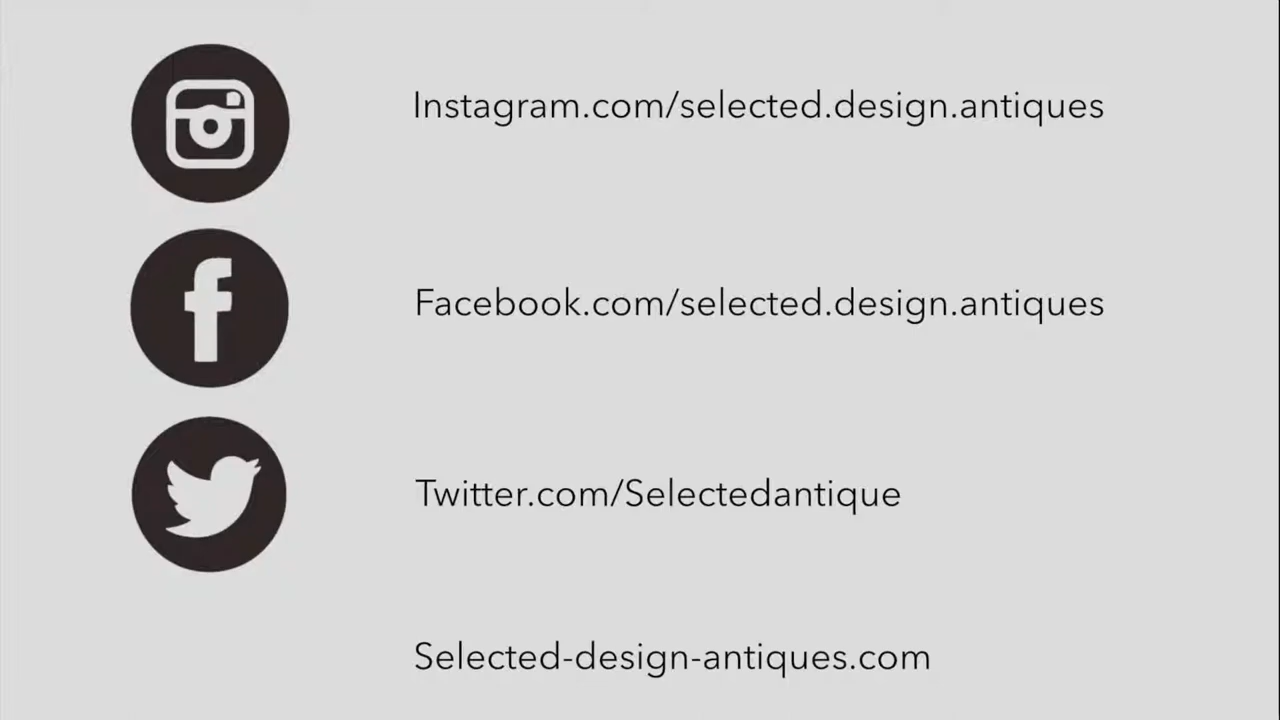 Instagram.com/selected.design.antiques
Facebook.com/selected.design.antiques
Twitter.com/Selectedantique
Selected-design-antiques.com